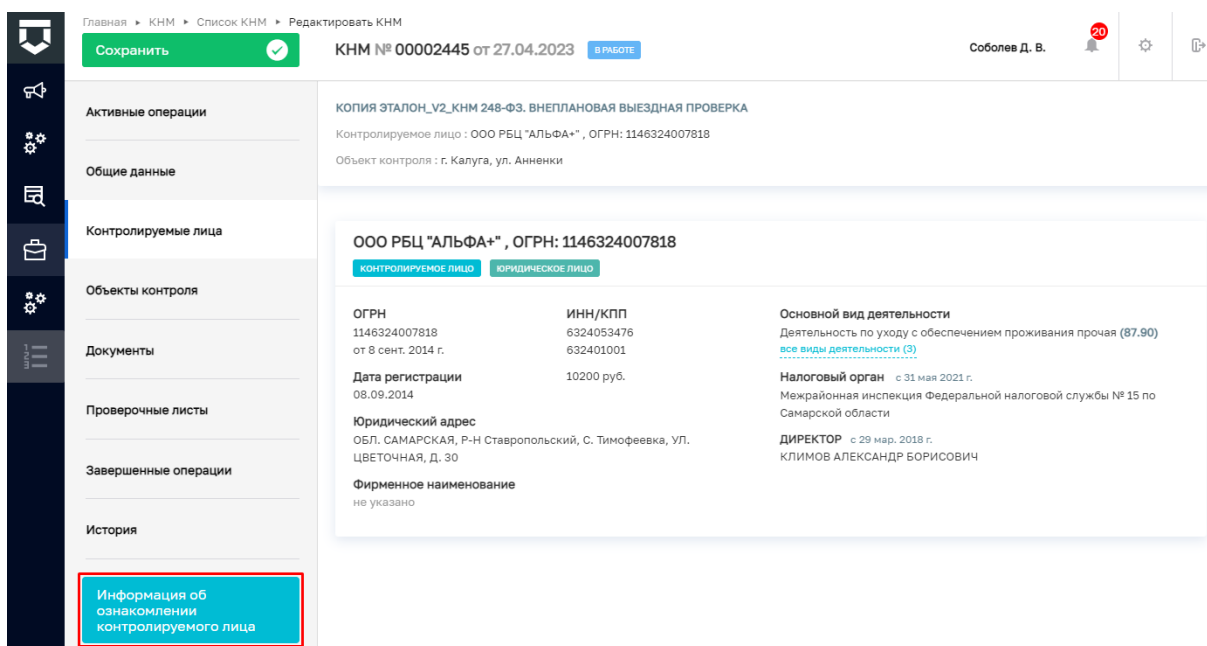 Главная ▸ КНМ ▸ Список КНМ ▸ Редактировать КНМ
Сохранить
КНМ № 00002445 от 27.04.2023 В РАБОТЕ
Соболев Д. В.
20
Активные операции
Общие данные
Контролируемые лица
Объекты контроля
Документы
Проверочные листы
Завершенные операции
История
Информация об
ознакомлении
контролируемого лица
КОПИЯ ЭТАЛОН_V2_КНМ 248-ФЗ. ВНЕПЛАНОВАЯ ВЫЕЗДНАЯ ПРОВЕРКА
Контролируемое лицо : ООО РБЦ "АЛЬФА+" , ОГРН: 1146324007818
Объект контроля : г. Калуга, ул. Анненки
ООО РБЦ "АЛЬФА+" , ОГРН: 1146324007818
КОНТРОЛИРУЕМОЕ ЛИЦО ЮРИДИЧЕСКОЕ ЛИЦО
ОГРН
1146324007818
от 8 сент. 2014 г.
Дата регистрации
08.09.2014
ИНН/КПП
6324053476
632401001
10200 руб.
Юридический адрес
ОБЛ. САМАРСКАЯ, Р-Н Ставропольский, С. Тимофеевка, УЛ.
ЦВЕТОЧНАЯ, Д. 30
Фирменное наименование
не указано
Основной вид деятельности
Деятельность по уходу с обеспечением проживания прочая (87.90)
все виды деятельности (3)
Налоговый орган с 31 мая 2021 г.
Межрайонная инспекция Федеральной налоговой службы № 15 по
Самарской области
ДИРЕКТОР с 29 мар. 2018 г.
КЛИМОВ АЛЕКСАНДР БОРИСОВИЧ